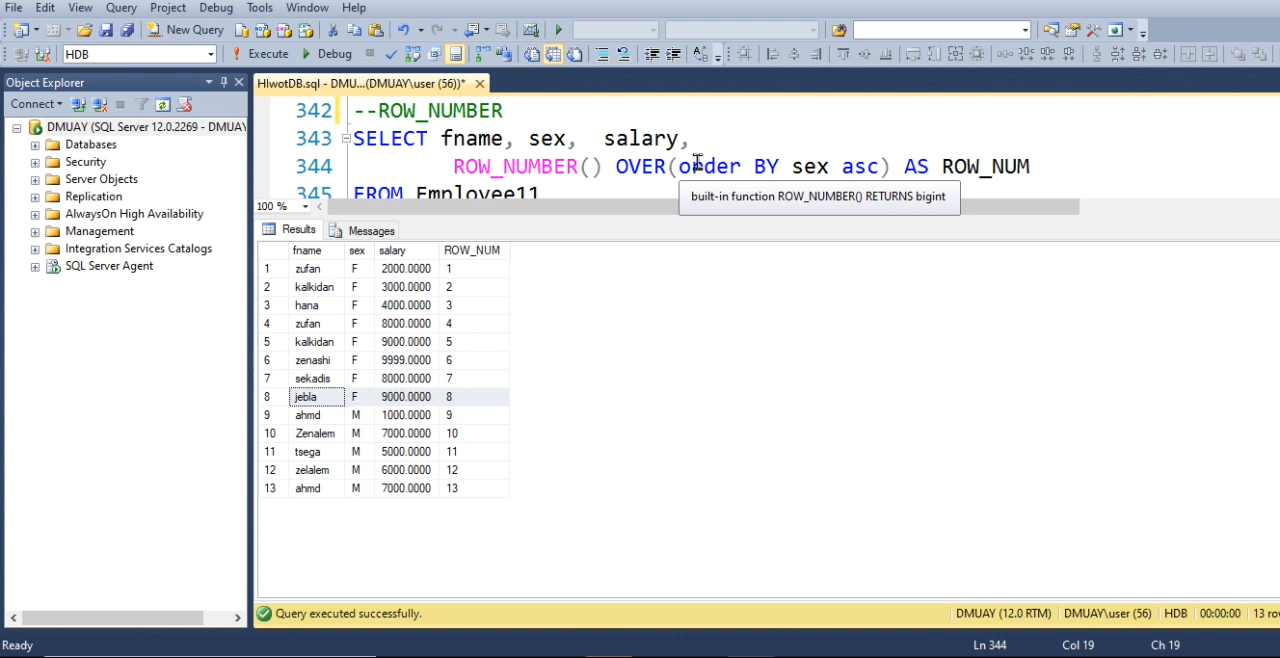 File Edit View Query Project Debug Tools Window Help
New Query
HDB Execute Debug
Object Explorer
HlwotDB.sql - DMU...(DMUAY\user (56))*
Connect
DMUAY (SQL Server 12.0.2269 - DMUAY
Databases
Security
Server Objects
Replication
AlwaysOn High Availability
Management
Integration Services Catalogs
SQL Server Agent
342 --ROW_NUMBER
343 SELECT fname, sex, salary,
344 ROW_NUMBER() OVER(order BY sex asc) AS ROW_NUM
345 FROM Employee11
built-in function ROW_NUMBER() RETURNS bigint
100 %
Results Messages
fname sex salary ROW_NUM
1 zufan F 2000.0000 1
2 kalkidan F 3000.0000 2
3 hana F 4000.0000 3
4 zufan F 8000.0000 4
5 kalkidan F 9000.0000 5
6 zenashi F 9999.0000 6
7 sekadis F 8000.0000 7
8 jebla F 9000.0000 8
9 ahmd M 1000.0000 9
10 Zenalem M 7000.0000 10
11 tsega M 5000.0000 11
12 zelalem M 6000.0000 12
13 ahmd M 7000.0000 13
Query executed successfully. DMUAY (12.0 RTM) DMUAY\user (56) HDB 00:00:00 13 ro
Ready Ln 344 Col 19 Ch 19